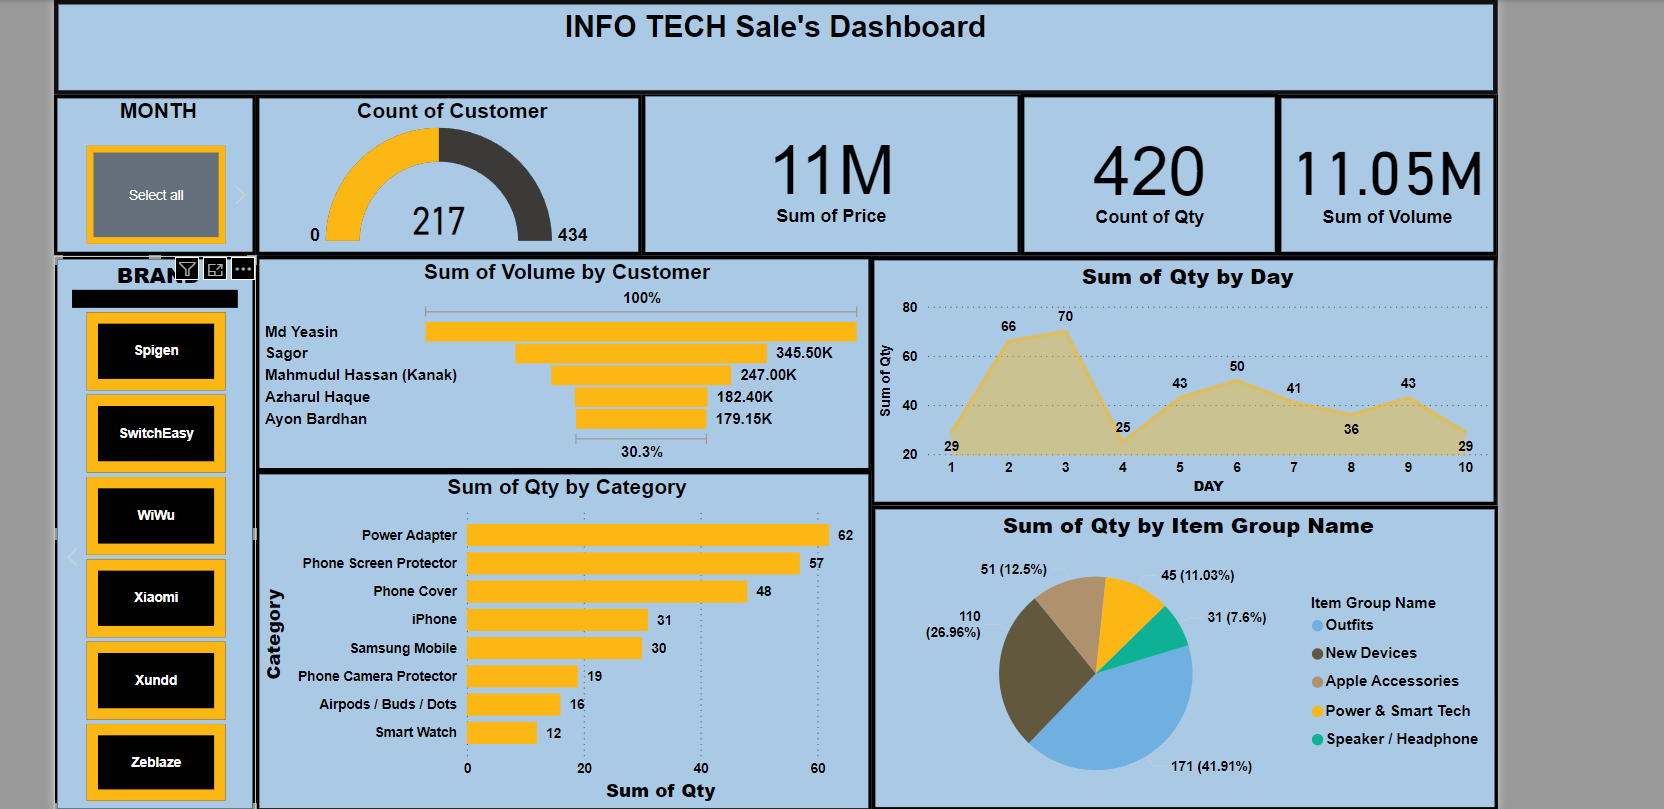 INFO TECH Sale's Dashboard
MONTH
Select all
Count of Customer
217
0
434
11M
Sum of Price
420
Count of Qty
11.05M
Sum of Volume
BRAND
Spigen
SwitchEasy
WiWu
Xiaomi
Xundd
Zeblaze
Sum of Volume by Customer
100%
Md Yeasin
Sagor 345.50K
Mahmudul Hassan (Kanak) 247.00K
Azharul Haque 182.40K
Ayon Bardhan 179.15K
30.3%
Sum of Qty by Day
Sum of Qty
80
60
40
20
29
66
70
25
43
50
41
36
43
29
1 2 3 4 5 6 7 8 9 10
DAY
Sum of Qty by Category
Category
Power Adapter 62
Phone Screen Protector 57
Phone Cover 48
iPhone 31
Samsung Mobile 30
Phone Camera Protector 19
Airpods / Buds / Dots 16
Smart Watch 12
0 20 40 60
Sum of Qty
Sum of Qty by Item Group Name
51 (12.5%)
45 (11.03%)
110
(26.96%)
31 (7.6%)
171 (41.91%)
Item Group Name
Outfits
New Devices
Apple Accessories
Power & Smart Tech
Speaker / Headphone